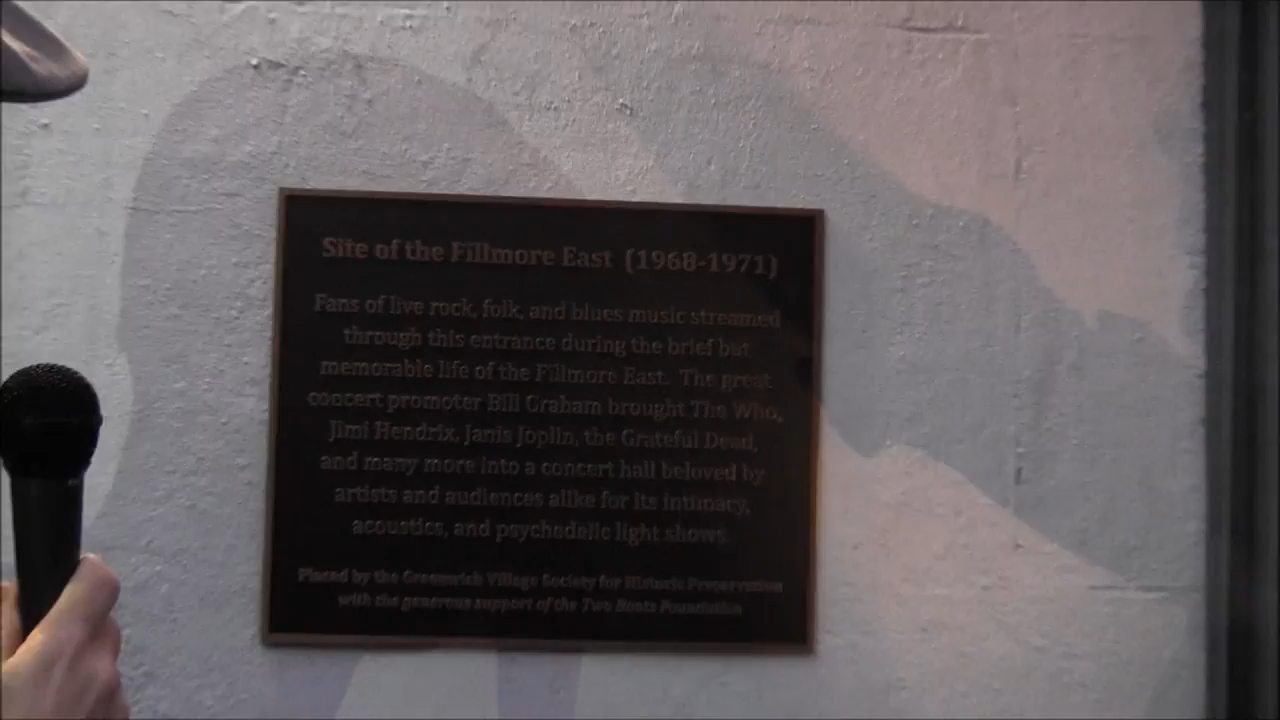 Site of the Fillmore East (1968-1971)
Fans of live rock, folk, and blues music streamed
through this entrance during the brief but
memorable life of the Fillmore East. The great
concert promoter Bill Graham brought The Who,
Jimi Hendrix, Janis Joplin, the Grateful Dead,
and many more into a concert hall beloved by
artists and audiences alike for its intimacy,
acoustics, and psychedelic light shows.
Placed by the Greenwich Village Society for Historic Preservation
with the generous support of the Two Boots Foundation